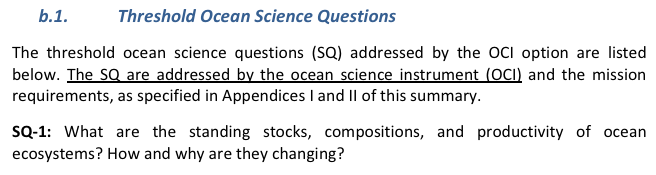 b.1. Threshold Ocean Science Questions
The threshold ocean science questions (SQ) addressed by the OCI option are listed
below. The SQ are addressed by the ocean science instrument (OCI) and the mission
requirements, as specified in Appendices I and II of this summary.
SQ-1: What are the standing stocks, compositions, and productivity of ocean
ecosystems? How and why are they changing?